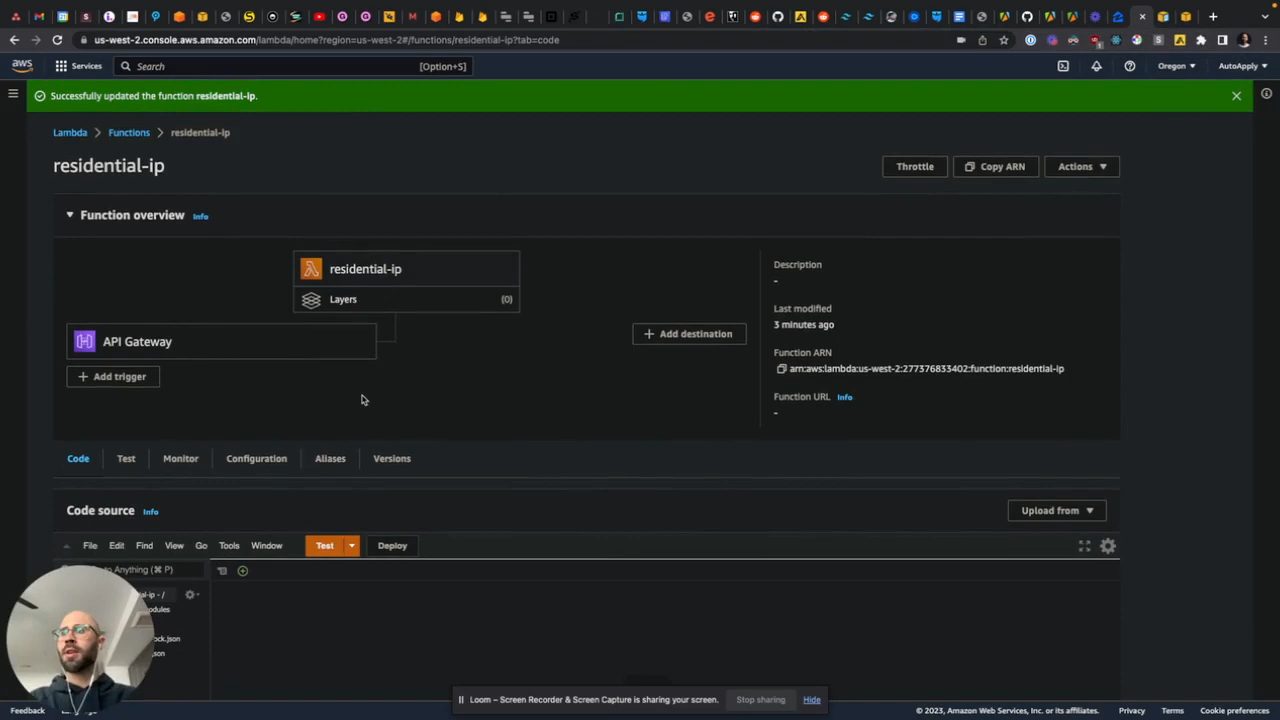 us-west-2.console.aws.amazon.com/lambda/home?region=us-west-2#/functions/residential-ip?tab=code
aws
Services
Search
[Option+S]
Oregon
AutoApply
Successfully updated the function residential-ip.
Lambda
Functions
residential-ip
residential-ip
Throttle
Copy ARN
Actions
Function overview
Info
residential-ip
Layers
(0)
API Gateway
Add trigger
Add destination
Description
-
Last modified
3 minutes ago
Function ARN
arn:aws:lambda:us-west-2:277376833402:function:residential-ip
Function URL
Info
-
Code
Test
Monitor
Configuration
Aliases
Versions
Code source
Info
Upload from
File
Edit
Find
View
Go
Tools
Window
Test
Deploy
to Anything (⌘ P)
Loom – Screen Recorder & Screen Capture is sharing your screen.
Stop sharing
Hide
Feedback
© 2023, Amazon Web Services, Inc. or its affiliates.
Privacy
Terms
Cookie preferences